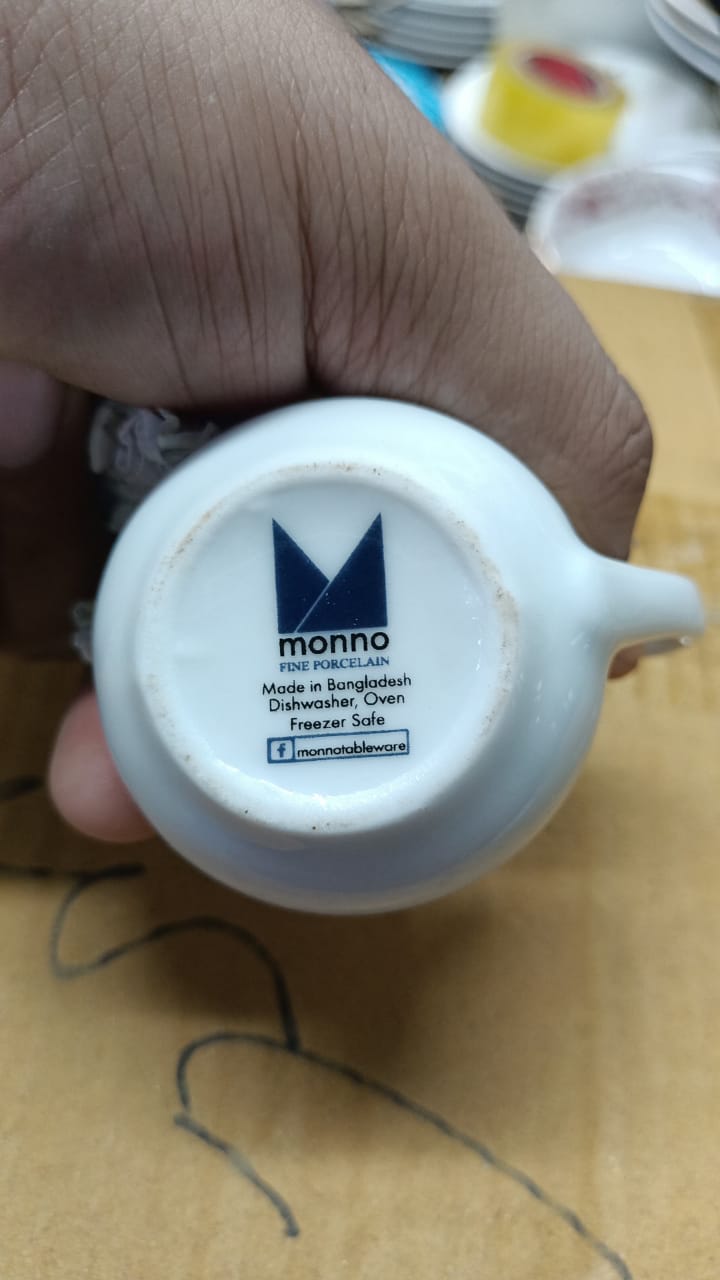 monno
FINE PORCELAIN
Made in Bangladesh
Dishwasher, Oven
Freezer Safe
f monnotableware